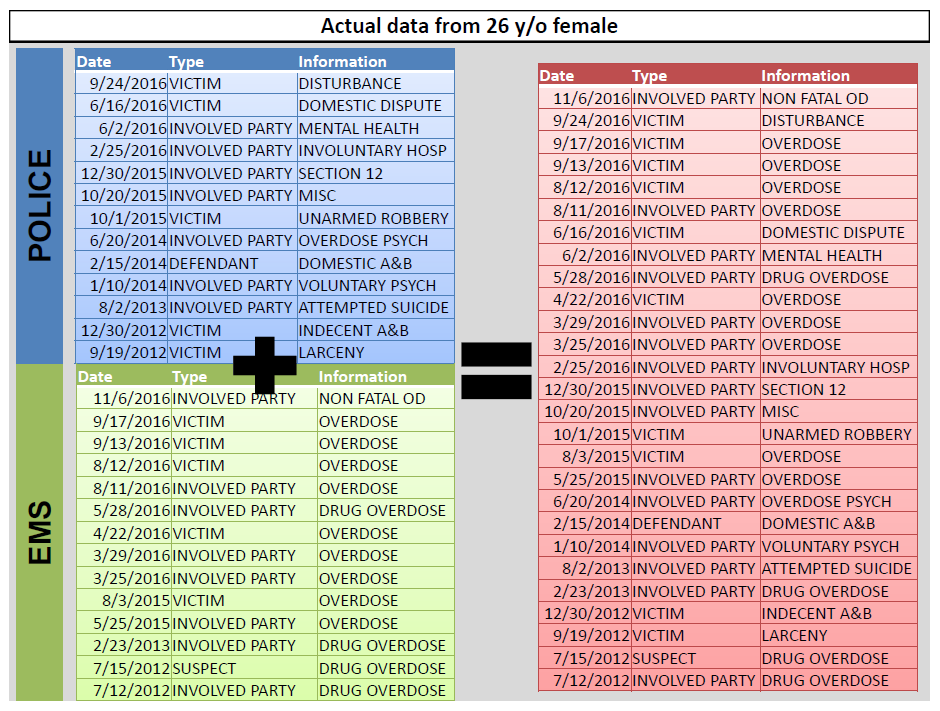 Actual data from 26 y/o female
POLICE
Date Type Information
9/24/2016 VICTIM DISTURBANCE
6/16/2016 VICTIM DOMESTIC DISPUTE
6/2/2016 INVOLVED PARTY MENTAL HEALTH
2/25/2016 INVOLVED PARTY INVOLUNTARY HOSP
12/30/2015 INVOLVED PARTY SECTION 12
10/20/2015 INVOLVED PARTY MISC
10/1/2015 VICTIM UNARMED ROBBERY
6/20/2014 INVOLVED PARTY OVERDOSE PSYCH
2/15/2014 DEFENDANT DOMESTIC A&B
1/10/2014 INVOLVED PARTY VOLUNTARY PSYCH
8/2/2013 INVOLVED PARTY ATTEMPTED SUICIDE
12/30/2012 VICTIM INDECENT A&B
9/19/2012 VICTIM LARCENY
EMS
Date Type Information
11/6/2016 INVOLVED PARTY NON FATAL OD
9/17/2016 VICTIM OVERDOSE
9/13/2016 VICTIM OVERDOSE
8/12/2016 VICTIM OVERDOSE
8/11/2016 INVOLVED PARTY OVERDOSE
5/28/2016 INVOLVED PARTY DRUG OVERDOSE
4/22/2016 VICTIM OVERDOSE
3/29/2016 INVOLVED PARTY OVERDOSE
3/25/2016 INVOLVED PARTY OVERDOSE
8/3/2015 VICTIM OVERDOSE
5/25/2015 INVOLVED PARTY OVERDOSE
2/23/2013 INVOLVED PARTY DRUG OVERDOSE
7/15/2012 SUSPECT DRUG OVERDOSE
7/12/2012 INVOLVED PARTY DRUG OVERDOSE
Date Type Information
11/6/2016 INVOLVED PARTY NON FATAL OD
9/24/2016 VICTIM DISTURBANCE
9/17/2016 VICTIM OVERDOSE
9/13/2016 VICTIM OVERDOSE
8/12/2016 VICTIM OVERDOSE
8/11/2016 INVOLVED PARTY OVERDOSE
6/16/2016 VICTIM DOMESTIC DISPUTE
6/2/2016 INVOLVED PARTY MENTAL HEALTH
5/28/2016 INVOLVED PARTY DRUG OVERDOSE
4/22/2016 VICTIM OVERDOSE
3/29/2016 INVOLVED PARTY OVERDOSE
3/25/2016 INVOLVED PARTY OVERDOSE
2/25/2016 INVOLVED PARTY INVOLUNTARY HOSP
12/30/2015 INVOLVED PARTY SECTION 12
10/20/2015 INVOLVED PARTY MISC
10/1/2015 VICTIM UNARMED ROBBERY
8/3/2015 VICTIM OVERDOSE
5/25/2015 INVOLVED PARTY OVERDOSE
6/20/2014 INVOLVED PARTY OVERDOSE PSYCH
2/15/2014 DEFENDANT DOMESTIC A&B
1/10/2014 INVOLVED PARTY VOLUNTARY PSYCH
8/2/2013 INVOLVED PARTY ATTEMPTED SUICIDE
2/23/2013 INVOLVED PARTY DRUG OVERDOSE
12/30/2012 VICTIM INDECENT A&B
9/19/2012 VICTIM LARCENY
7/15/2012 SUSPECT DRUG OVERDOSE
7/12/2012 INVOLVED PARTY DRUG OVERDOSE